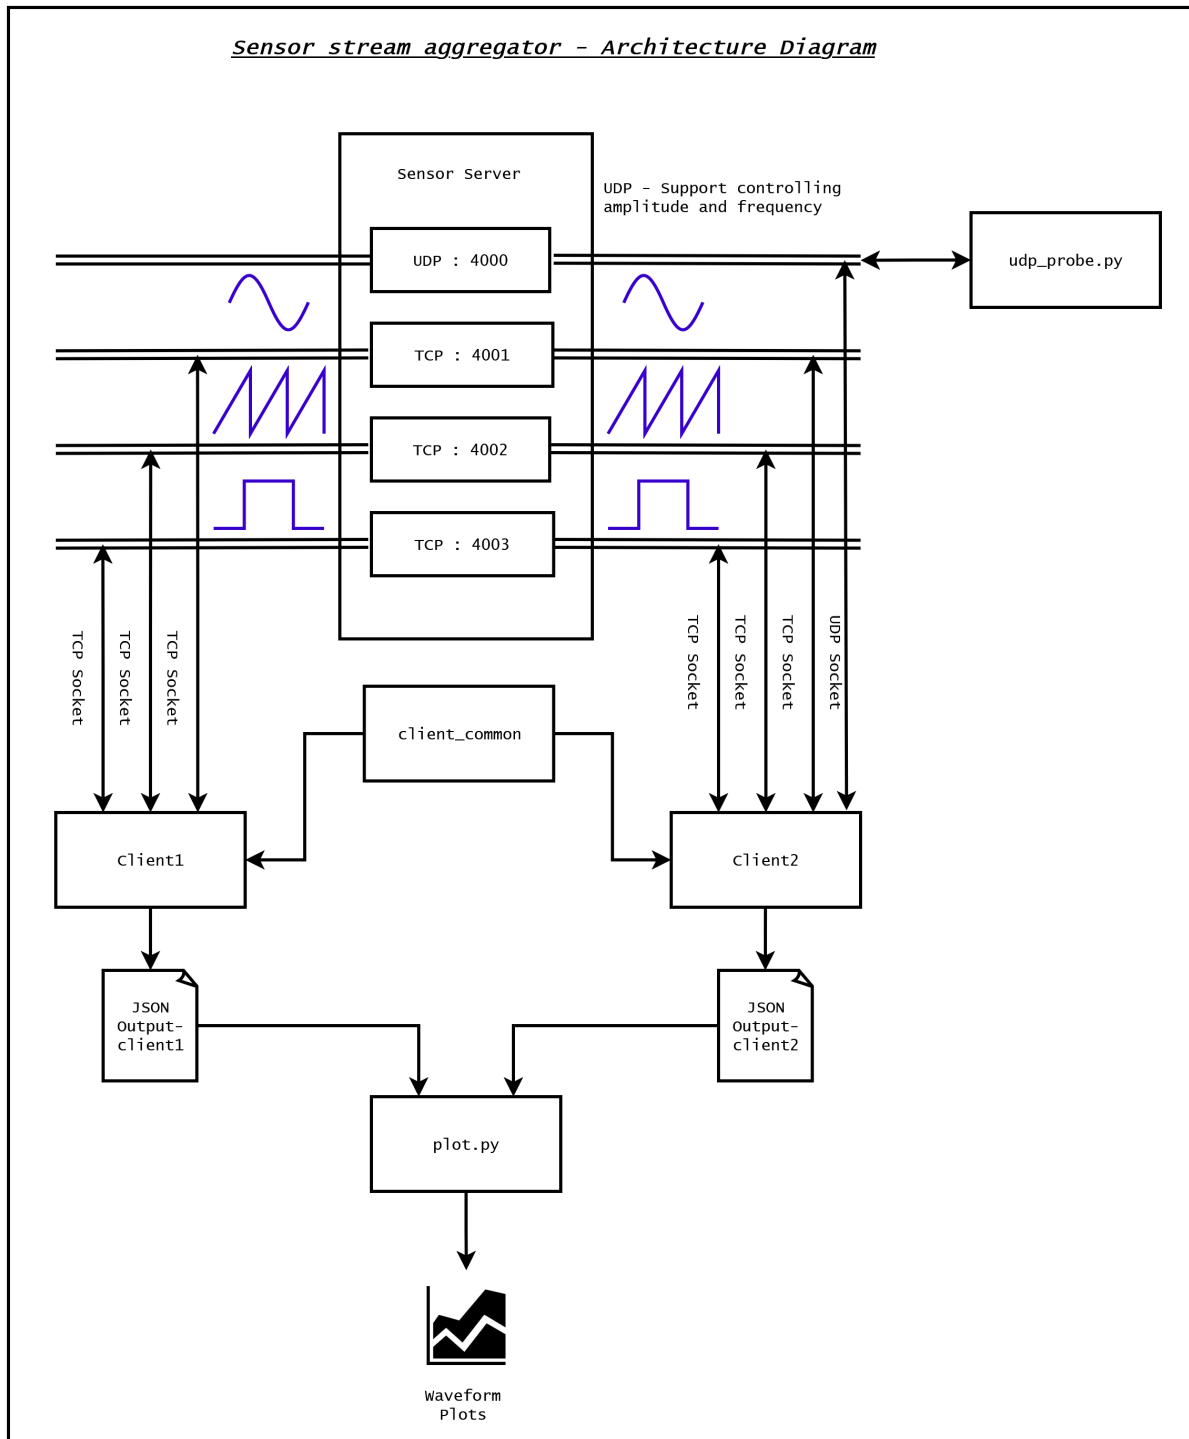 Sensor stream aggregator – Architecture Diagram
Sensor Server
UDP – Support controlling
amplitude and frequency
UDP : 4000
udp_probe.py
TCP : 4001
TCP : 4002
TCP : 4003
TCP Socket
TCP Socket
TCP Socket
TCP Socket
TCP Socket
TCP Socket
UDP Socket
client_common
Client1
Client2
JSON
Output–
client1
JSON
Output–
client2
plot.py
Waveform
Plots